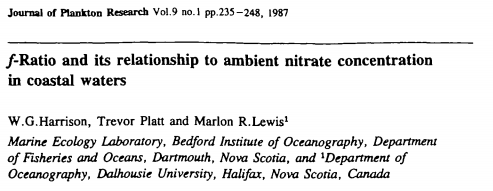 Journal of Plankton Research Vol.9 no.1 pp.235–248, 1987
f-Ratio and its relationship to ambient nitrate concentration
in coastal waters
W.G.Harrison, Trevor Platt and Marlon R.Lewis¹
Marine Ecology Laboratory, Bedford Institute of Oceanography, Department
of Fisheries and Oceans, Dartmouth, Nova Scotia, and ¹Department of
Oceanography, Dalhousie University, Halifax, Nova Scotia, Canada